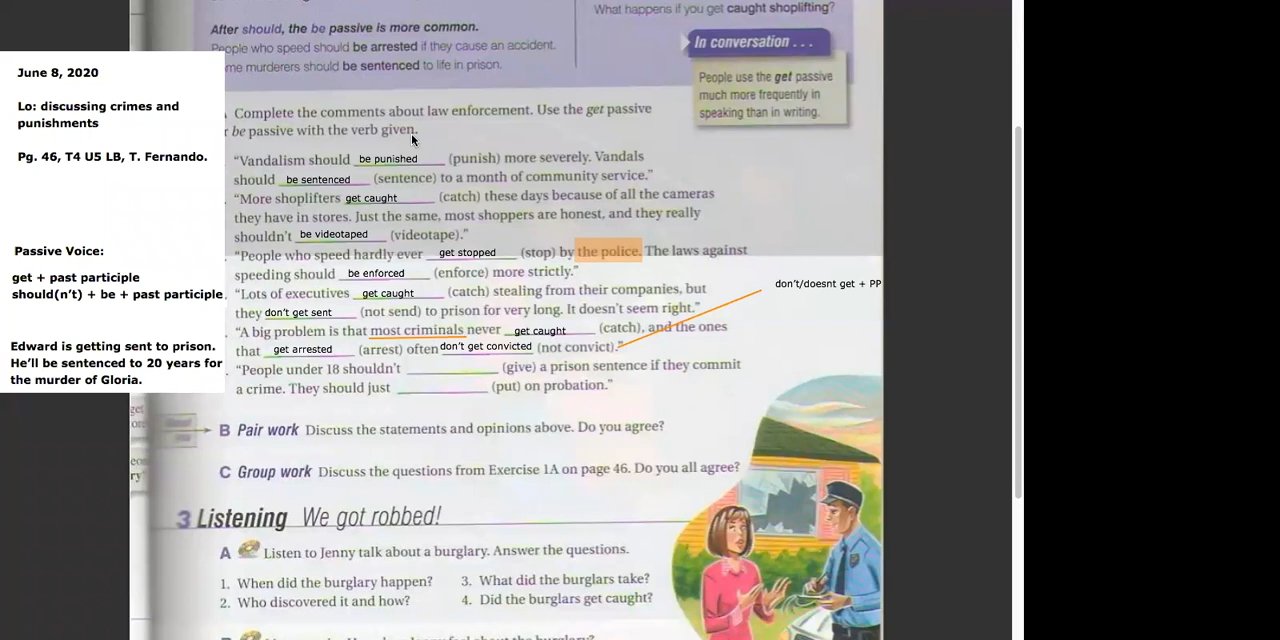 What happens if you get caught shoplifting?
After should, the be passive is more common.
People who speed should be arrested if they cause an accident.
me murderers should be sentenced to life in prison.
In conversation . . .
People use the get passive
much more frequently in
speaking than in writing.
June 8, 2020
Lo: discussing crimes and
punishments
Pg. 46, T4 U5 LB, T. Fernando.
Passive Voice:
get + past participle
should(n't) + be + past participle
Edward is getting sent to prison.
He'll be sentenced to 20 years for
the murder of Gloria.
Complete the comments about law enforcement. Use the get passive
r be passive with the verb given.
"Vandalism should be punished (punish) more severely. Vandals
should be sentenced (sentence) to a month of community service."
"More shoplifters get caught (catch) these days because of all the cameras
they have in stores. Just the same, most shoppers are honest, and they really
shouldn't be videotaped (videotape)."
"People who speed hardly ever get stopped (stop) by the police. The laws against
speeding should be enforced (enforce) more strictly."
"Lots of executives get caught (catch) stealing from their companies, but
they don't get sent (not send) to prison for very long. It doesn't seem right."
"A big problem is that most criminals never get caught (catch), and the ones
that get arrested (arrest) often don't get convicted (not convict)."
"People under 18 shouldn't (give) a prison sentence if they commit
a crime. They should just (put) on probation."
don't/doesnt get + PP
B Pair work Discuss the statements and opinions above. Do you agree?
C Group work Discuss the questions from Exercise 1A on page 46. Do you all agree?
3 Listening We got robbed!
A Listen to Jenny talk about a burglary. Answer the questions.
1. When did the burglary happen?
2. Who discovered it and how?
3. What did the burglars take?
4. Did the burglars get caught?